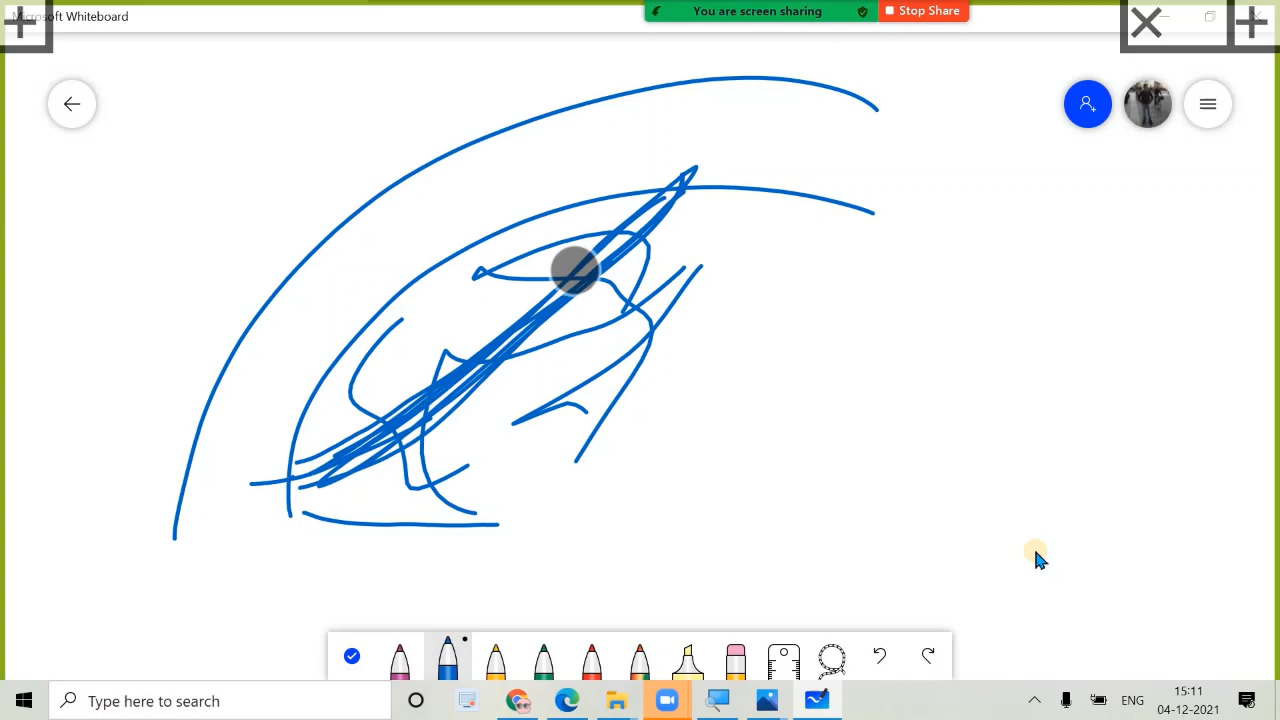 Microsoft Whiteboard
You are screen sharing
Stop Share
Type here to search
ENG
15:11
04-12-2021